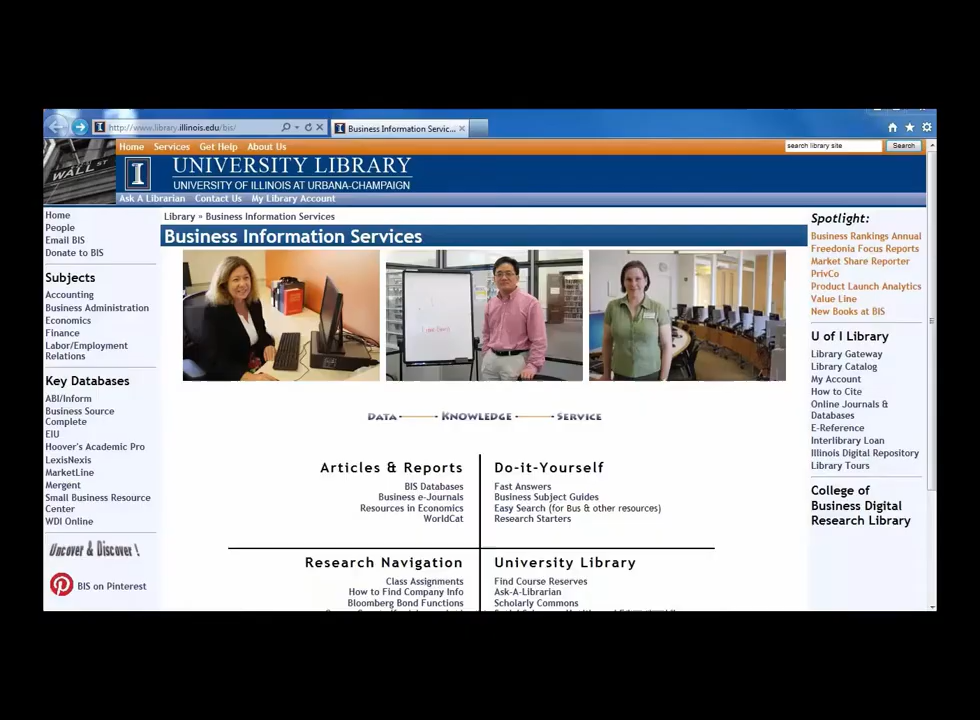 http://www.library.illinois.edu/bis/
Business Information Servic...
Home Services Get Help About Us
search library site Search
WALL ST
I UNIVERSITY LIBRARY
UNIVERSITY OF ILLINOIS AT URBANA-CHAMPAIGN
Ask A Librarian Contact Us My Library Account
Home
People
Email BIS
Donate to BIS
Subjects
Accounting
Business Administration
Economics
Finance
Labor/Employment
Relations
Key Databases
ABI/Inform
Business Source
Complete
EIU
Hoover's Academic Pro
LexisNexis
MarketLine
Mergent
Small Business Resource
Center
WDI Online
Uncover & Discover!
BIS on Pinterest
Library » Business Information Services
Business Information Services
DATA KNOWLEDGE SERVICE
Articles & Reports
BIS Databases
Business e-Journals
Resources in Economics
WorldCat
Do-it-Yourself
Fast Answers
Business Subject Guides
Easy Search (for Bus & other resources)
Research Starters
Research Navigation
Class Assignments
How to Find Company Info
Bloomberg Bond Functions
University Library
Find Course Reserves
Ask-A-Librarian
Scholarly Commons
Spotlight:
Business Rankings Annual
Freedonia Focus Reports
Market Share Reporter
PrivCo
Product Launch Analytics
Value Line
New Books at BIS
U of I Library
Library Gateway
Library Catalog
My Account
How to Cite
Online Journals &
Databases
E-Reference
Interlibrary Loan
Illinois Digital Repository
Library Tours
College of
Business Digital
Research Library